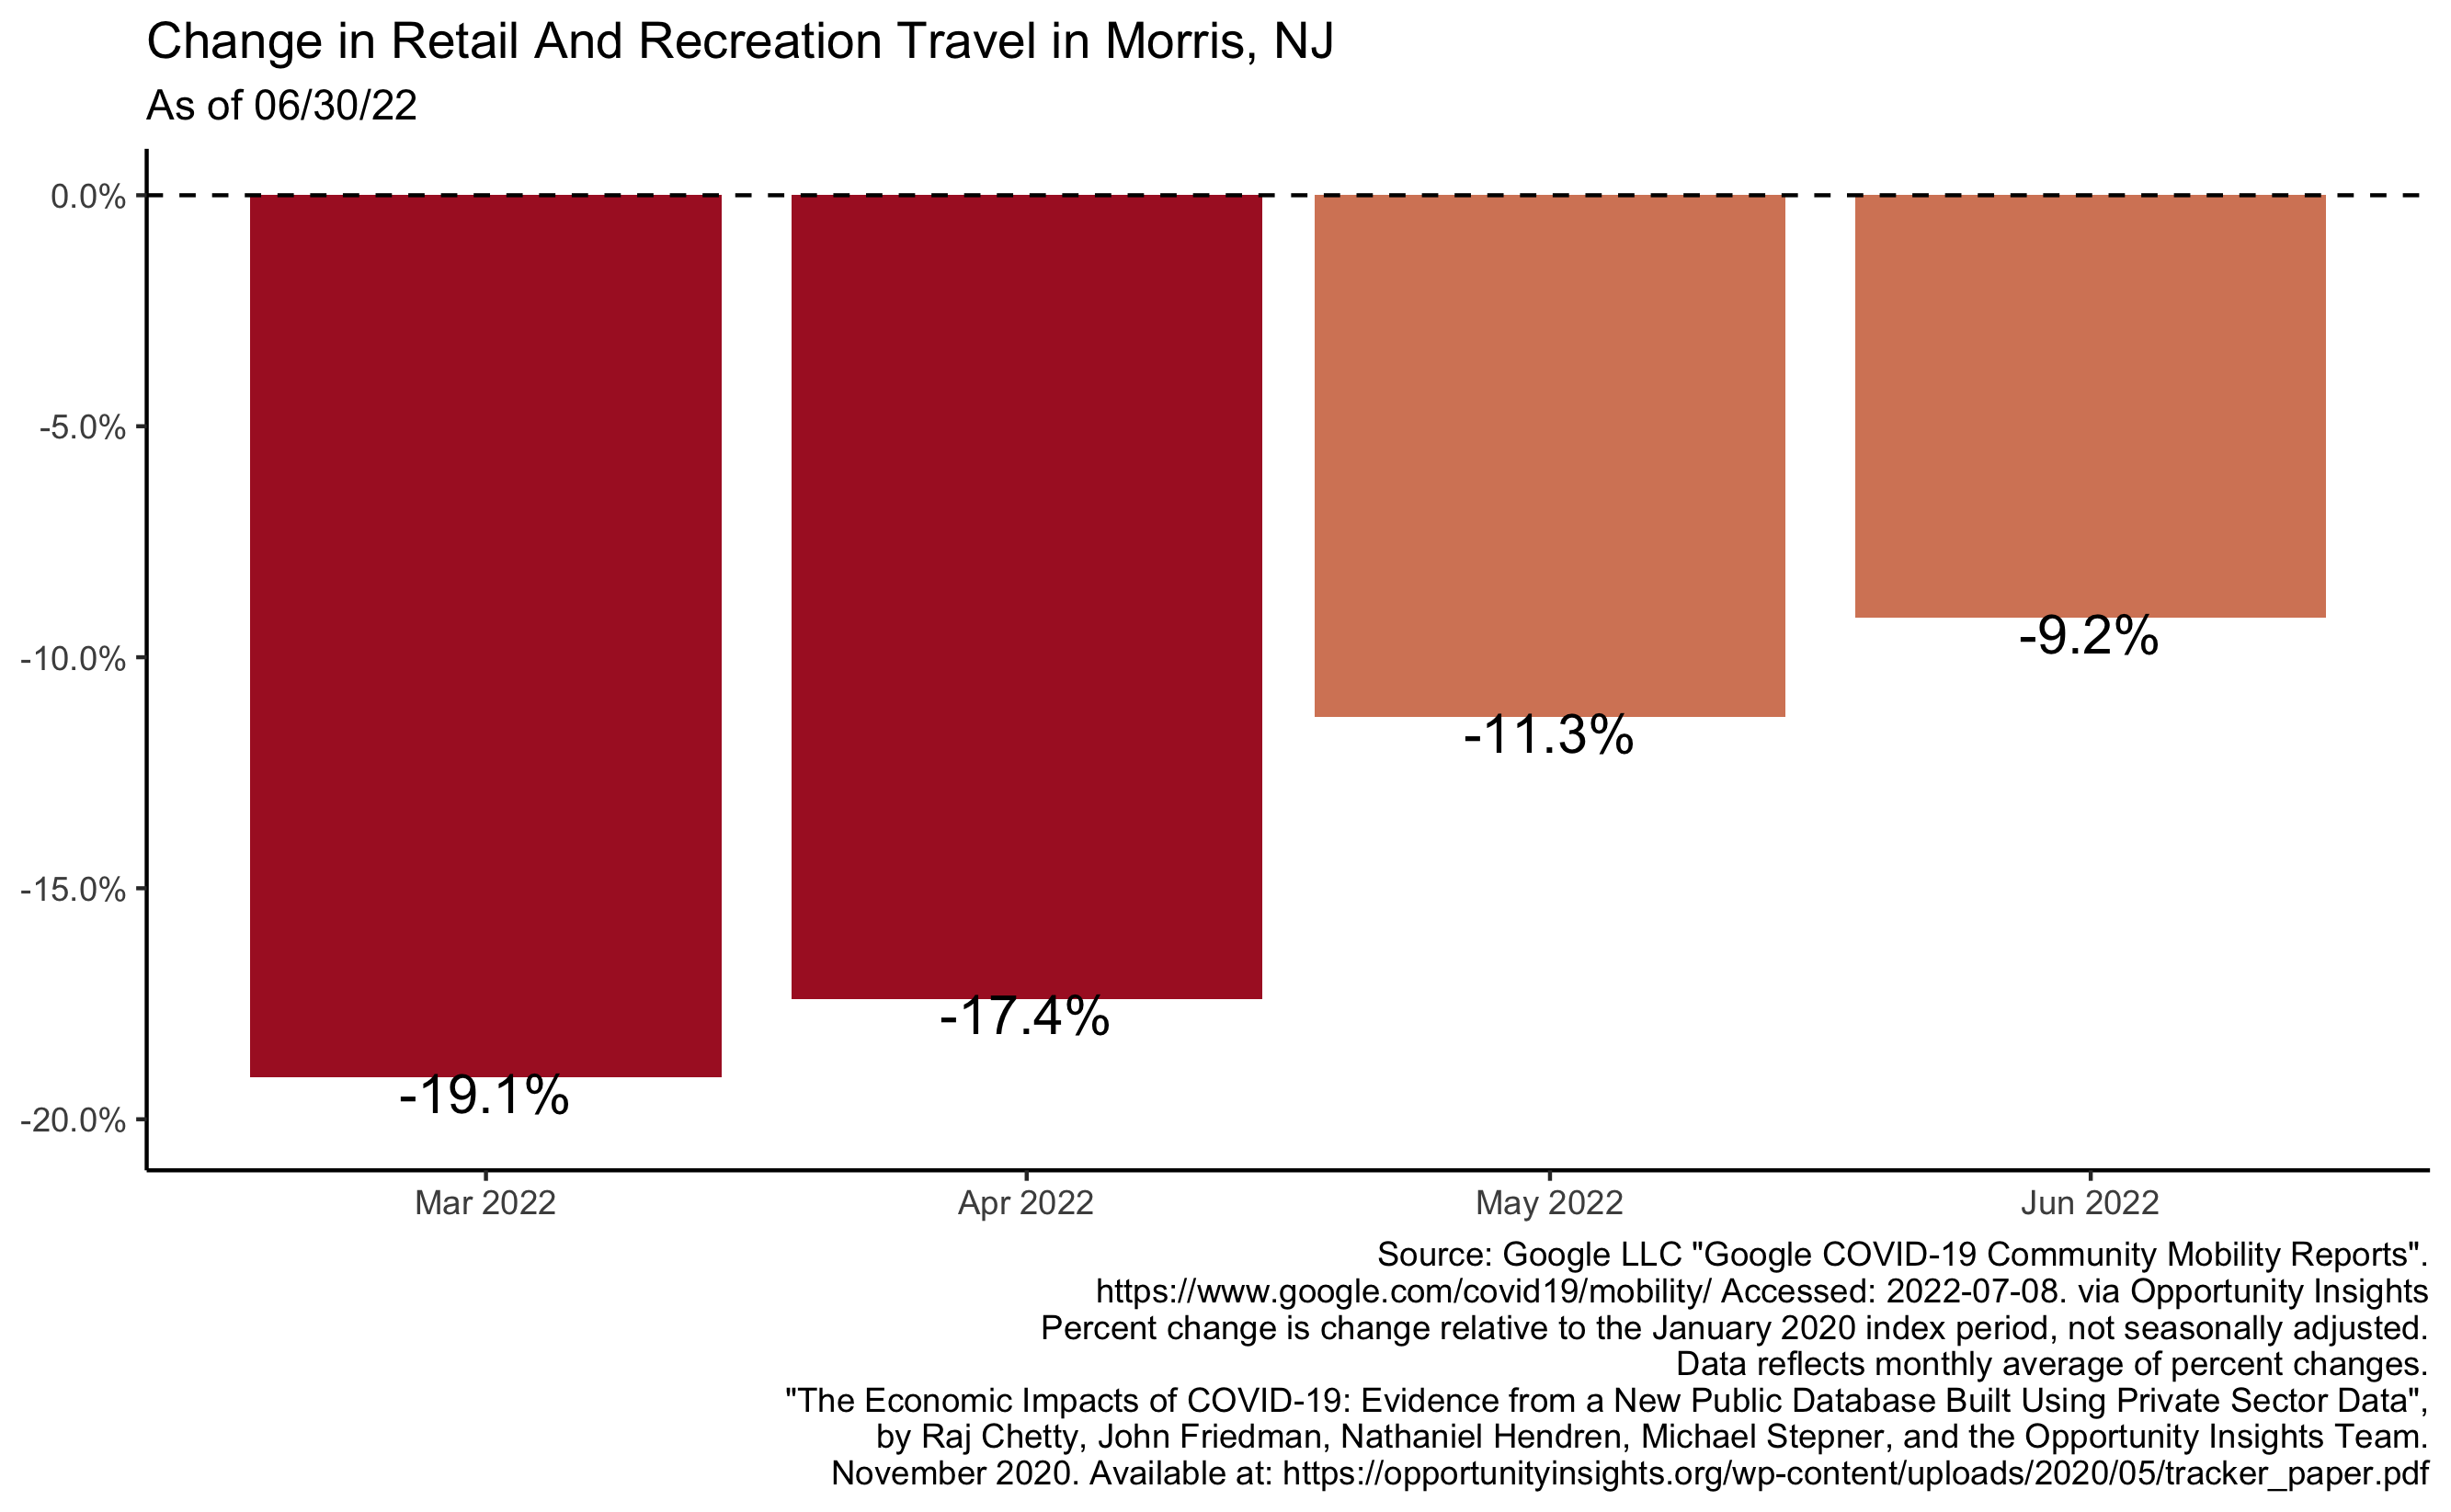 Change in Retail And Recreation Travel in Morris, NJ
As of 06/30/22
0.0%
-5.0%
-10.0%
-15.0%
-20.0%
-19.1%
-17.4%
-11.3%
-9.2%
Mar 2022
Apr 2022
May 2022
Jun 2022
Source: Google LLC "Google COVID-19 Community Mobility Reports".
https://www.google.com/covid19/mobility/ Accessed: 2022-07-08. via Opportunity Insights
Percent change is change relative to the January 2020 index period, not seasonally adjusted.
Data reflects monthly average of percent changes.
"The Economic Impacts of COVID-19: Evidence from a New Public Database Built Using Private Sector Data",
by Raj Chetty, John Friedman, Nathaniel Hendren, Michael Stepner, and the Opportunity Insights Team.
November 2020. Available at: https://opportunityinsights.org/wp-content/uploads/2020/05/tracker_paper.pdf